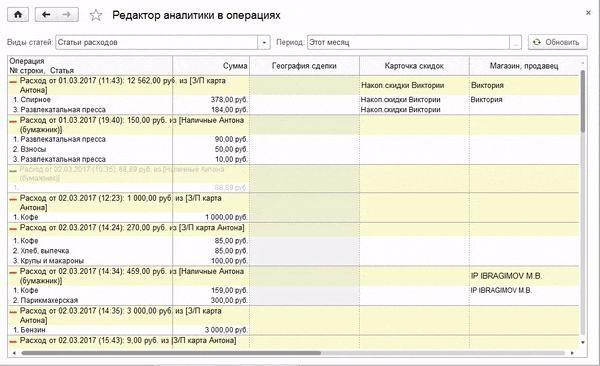 Редактор аналитики в операциях
Виды статей: Статьи расходов Период: Этот месяц ... Обновить
Операция Сумма География сделки Карточка скидок Магазин, продавец
№ строки, Статья
Расход от 01.03.2017 (11:43): 12 562,00 руб. из [З/П карта Антона] Накоп.скидки Виктории Виктория
1. Спирное 378,00 руб. Накоп.скидки Виктории Виктория
3. Развлекатальная пресса 184,00 руб. Накоп.скидки Виктории
Расход от 01.03.2017 (19:40): 150,00 руб. из [Наличные Антона
(бумажник)]
1. Развлекатальная пресса 90,00 руб.
2. Взносы 50,00 руб.
3. Развлекатальная пресса 10,00 руб.
Расход от 02.03.2017 (10:35): 88,89 руб. из [Наличные Антона
(бумажник)]
1. 88,89 руб.
Расход от 02.03.2017 (12:23): 1 000,00 руб. из [З/П карта
Антона]
1. Кофе 1 000,00 руб.
Расход от 02.03.2017 (14:24): 270,00 руб. из [З/П карта Антона]
1. Кофе 85,00 руб.
2. Хлеб, выпечка 85,00 руб.
3. Крупы и макароны 100,00 руб.
Расход от 02.03.2017 (14:34): 459,00 руб. из [Наличные Антона
(бумажник)] IP IBRAGIMOV M.B.
1. Кофе 159,00 руб. IP IBRAGIMOV M.B.
2. Парикмахерская 300,00 руб.
Расход от 02.03.2017 (14:35): 3 000,00 руб. из [З/П карта
Антона]
1. Бензин 3 000,00 руб.
Расход от 02.03.2017 (15:43): 9,00 руб. из [З/П карта Антона]